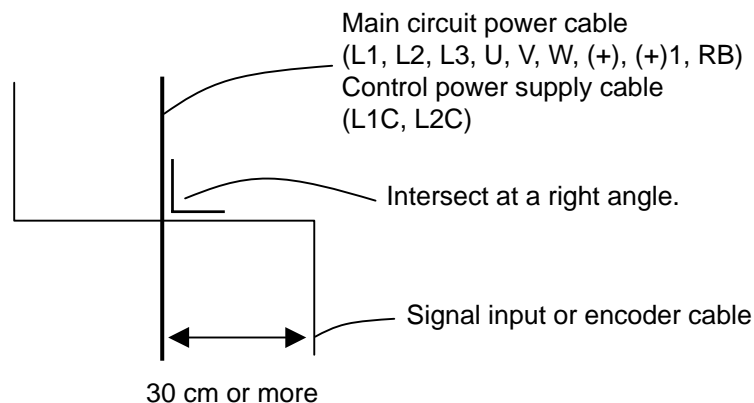 Main circuit power cable
(L1, L2, L3, U, V, W, (+), (+)1, RB)
Control power supply cable
(L1C, L2C)
Intersect at a right angle.
Signal input or encoder cable
30 cm or more